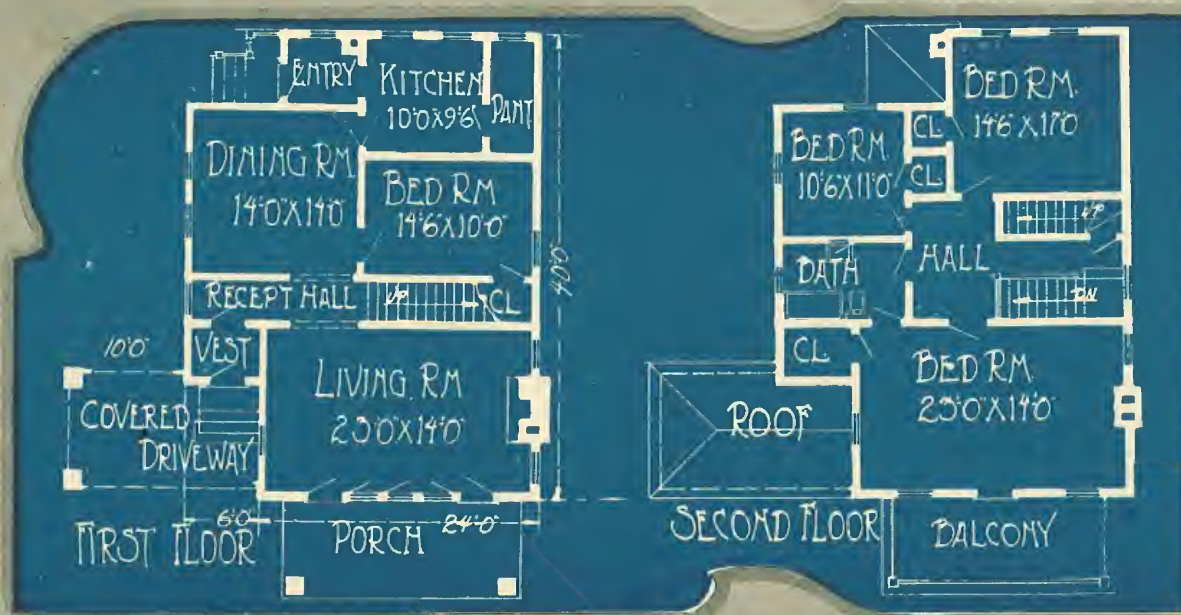 ENTRY
KITCHEN
10'0"X9'6"
PANT.
DINING RM
14'0"X14'0"
BED RM
14'6"X10'0"
40'0"
RECEPT HALL
UP
CL
10'0"
VEST
LIVING RM
23'0"X14'0"
COVERED
DRIVEWAY
6'0"
24'0"
PORCH
FIRST FLOOR
BED RM.
14'6"X17'0"
CL
BED RM.
10'6"X11'0"
CL
UP
BATH
HALL
DN
CL
BED RM.
23'0"X14'0"
ROOF
SECOND FLOOR
BALCONY